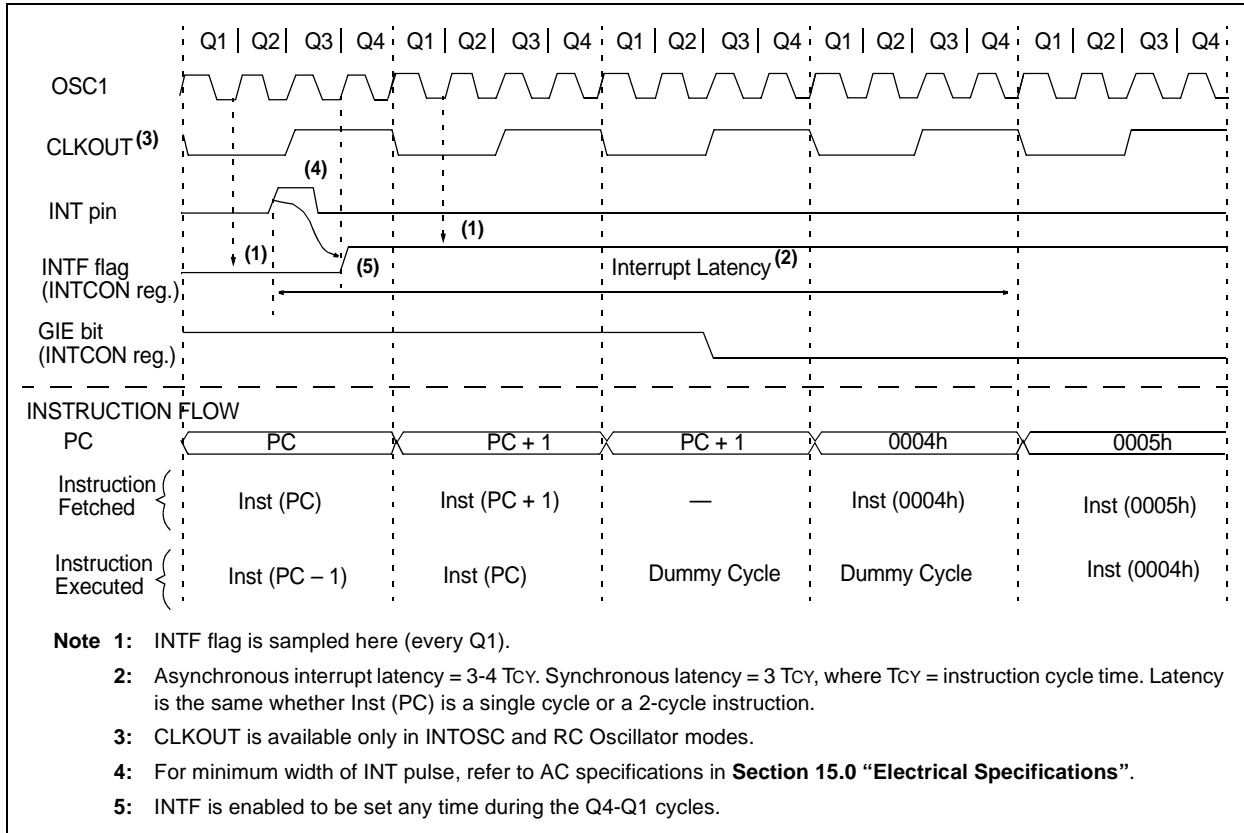 Q1 | Q2 | Q3 | Q4 Q1 | Q2 | Q3 | Q4 Q1 | Q2 | Q3 | Q4 Q1 | Q2 | Q3 | Q4 Q1 | Q2 | Q3 | Q4
OSC1
CLKOUT (3)
(4)
INT pin
(1)
(1)
INTF flag
(INTCON reg.)
(5)
Interrupt Latency (2)
GIE bit
(INTCON reg.)
INSTRUCTION FLOW
PC PC PC + 1 PC + 1 0004h 0005h
Instruction
Fetched
Inst (PC) Inst (PC + 1) — Inst (0004h) Inst (0005h)
Instruction
Executed
Inst (PC – 1) Inst (PC) Dummy Cycle Dummy Cycle Inst (0004h)
Note 1: INTF flag is sampled here (every Q1).
2: Asynchronous interrupt latency = 3-4 TCY. Synchronous latency = 3 TCY, where TCY = instruction cycle time. Latency
is the same whether Inst (PC) is a single cycle or a 2-cycle instruction.
3: CLKOUT is available only in INTOSC and RC Oscillator modes.
4: For minimum width of INT pulse, refer to AC specifications in Section 15.0 “Electrical Specifications”.
5: INTF is enabled to be set any time during the Q4-Q1 cycles.